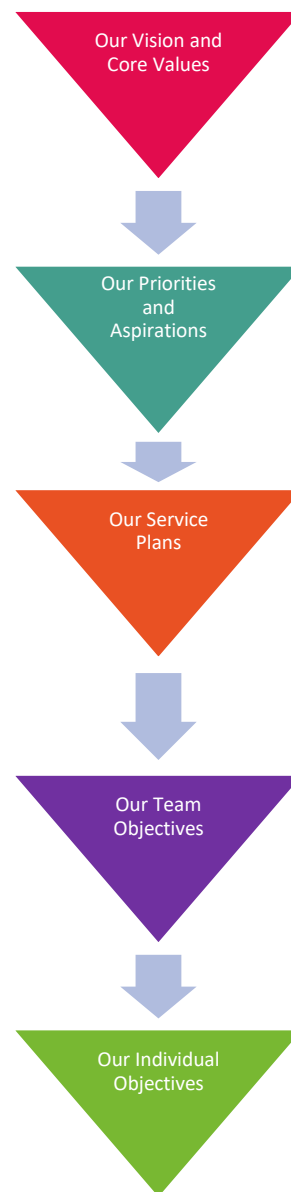 Our Vision and
Core Values
Our Priorities
and
Aspirations
Our Service
Plans
Our Team
Objectives
Our Individual
Objectives